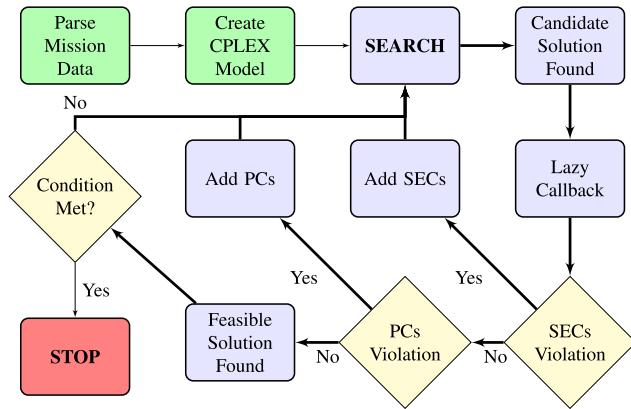 Parse
Mission
Data
Create
CPLEX
Model
SEARCH
Candidate
Solution
Found
No
Condition
Met?
Add PCs
Add SECs
Lazy
Callback
Yes
Yes
Yes
STOP
Feasible
Solution
Found
No
PCs
Violation
No
SECs
Violation